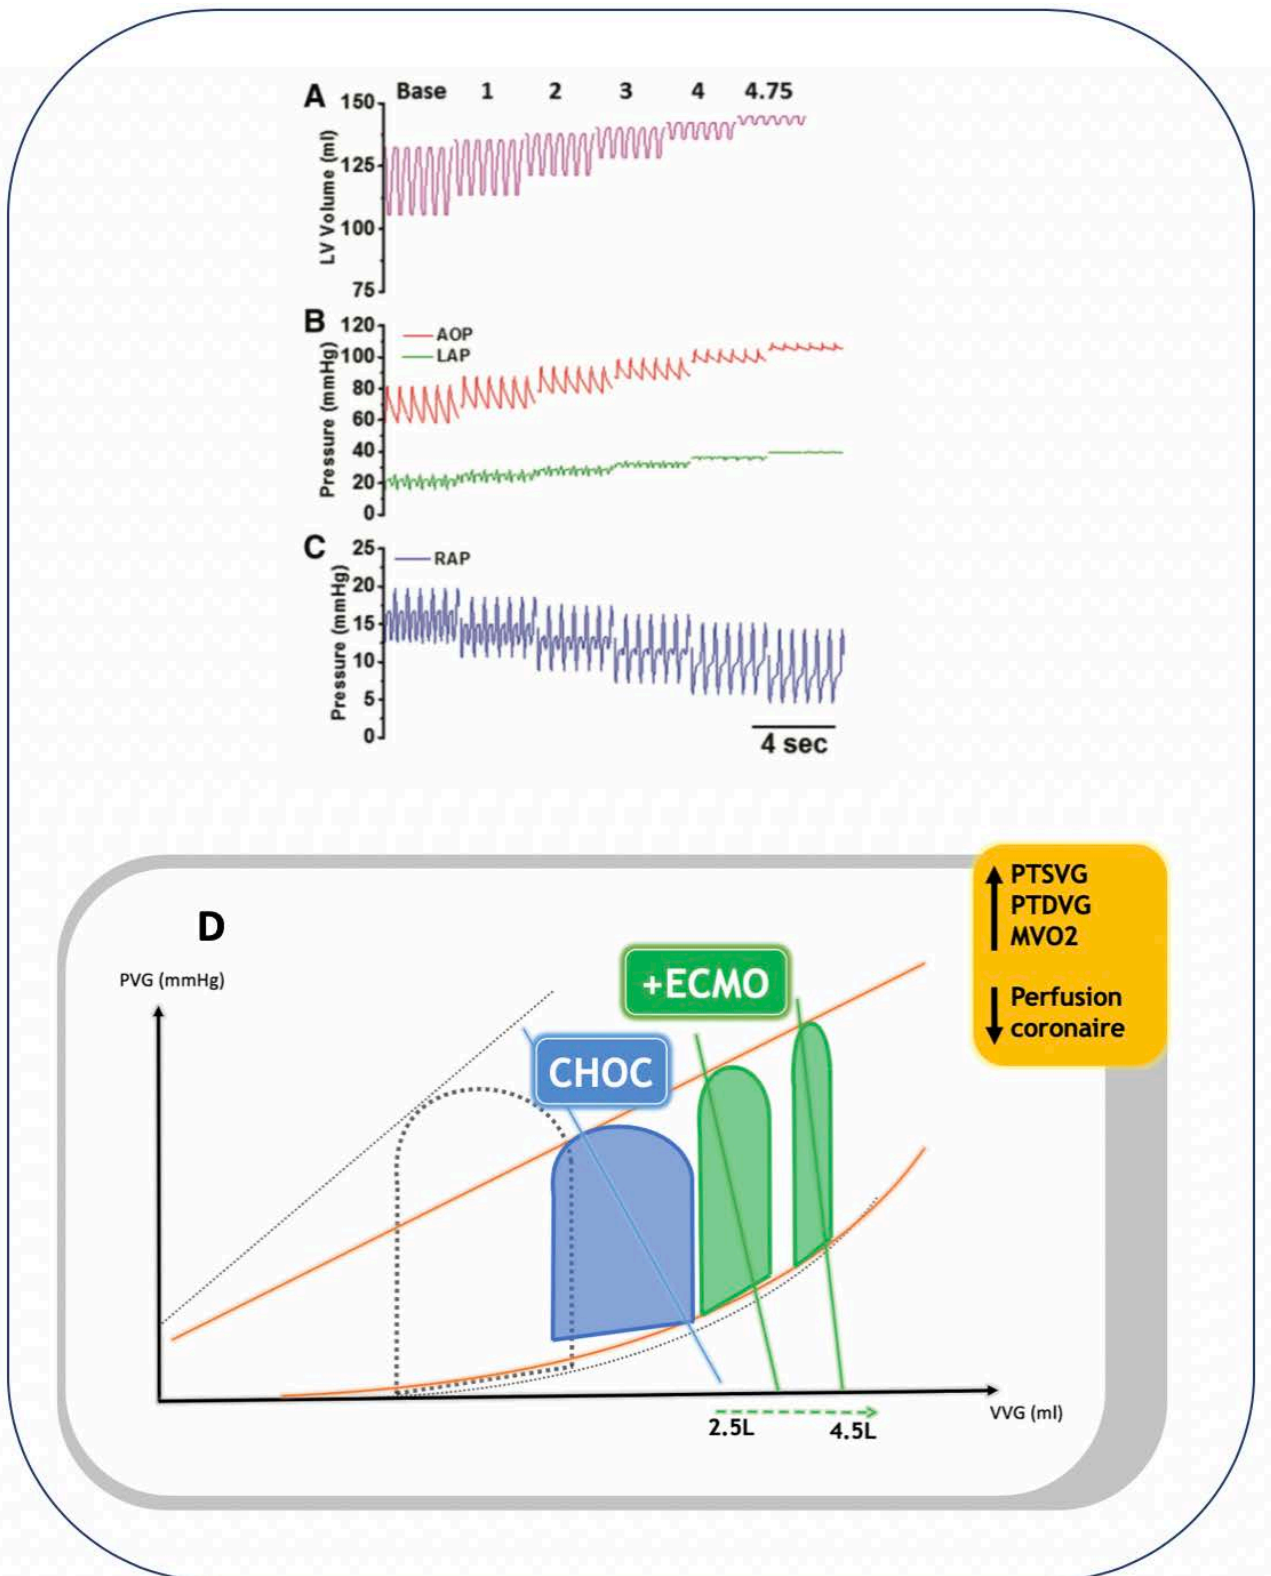 A
Base 1 2 3 4 4.75
150
125
100
75
LV Volume (ml)
B
120
100
80
60
40
20
0
Pressure (mmHg)
AOP
LAP
C
25
20
15
10
5
0
Pressure (mmHg)
RAP
4 sec
PTSVG
PTDVG
MVO2
Perfusion
coronaire
D
PVG (mmHg)
+ECMO
CHOC
VVG (ml)
2.5L 4.5L